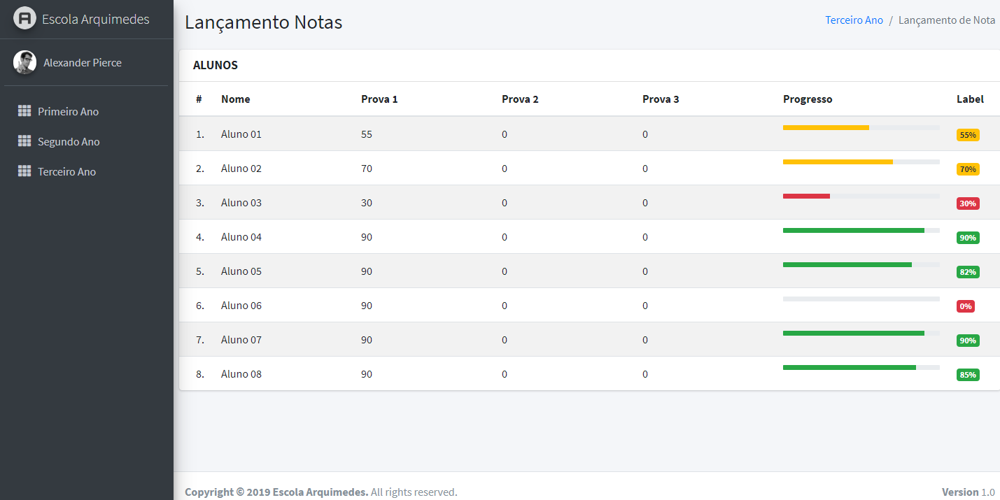 Escola Arquimedes
Alexander Pierce
Primeiro Ano
Segundo Ano
Terceiro Ano
Lançamento Notas
Terceiro Ano / Lançamento de Nota
ALUNOS
# Nome Prova 1 Prova 2 Prova 3 Progresso Label
1. Aluno 01 55 0 0 55%
2. Aluno 02 70 0 0 70%
3. Aluno 03 30 0 0 30%
4. Aluno 04 90 0 0 90%
5. Aluno 05 90 0 0 82%
6. Aluno 06 90 0 0 0%
7. Aluno 07 90 0 0 90%
8. Aluno 08 90 0 0 85%
Copyright © 2019 Escola Arquimedes. All rights reserved.
Version 1.0